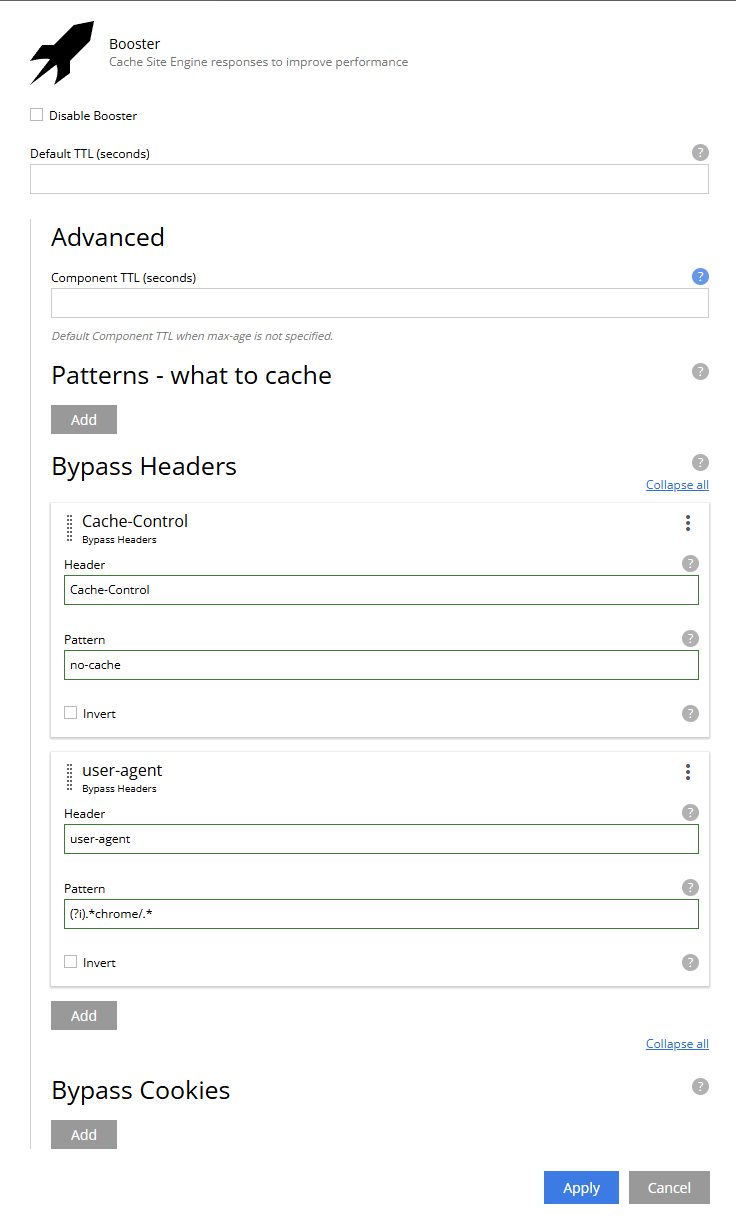 Booster
Cache Site Engine responses to improve performance
Disable Booster
Default TTL (seconds)
?
Advanced
Component TTL (seconds)
?
Default Component TTL when max-age is not specified.
Patterns - what to cache
?
Add
Bypass Headers
?
Collapse all
Cache-Control
Bypass Headers
Header
?
Cache-Control
Pattern
?
no-cache
Invert
?
user-agent
Bypass Headers
Header
?
user-agent
Pattern
?
(?i).*chrome/.*
Invert
?
Add
Collapse all
Bypass Cookies
?
Add
Apply
Cancel